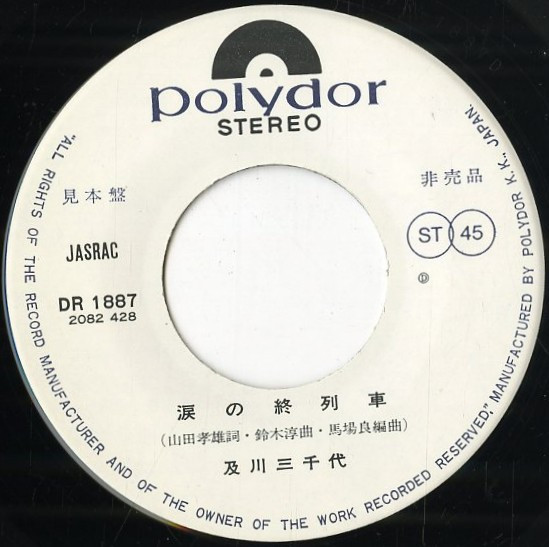 polydor
STEREO
見本盤
非売品
JASRAC
ST 45
DR 1887
2082 428
Ⓓ
涙の終列車
(山田孝雄詞・鈴木淳曲・馬場良編曲)
及川三千代
"ALL RIGHTS OF THE RECORD MANUFACTURER AND OF THE OWNER OF THE WORK RECORDED RESERVED," MANUFACTURED BY POLYDOR K.K. JAPAN.